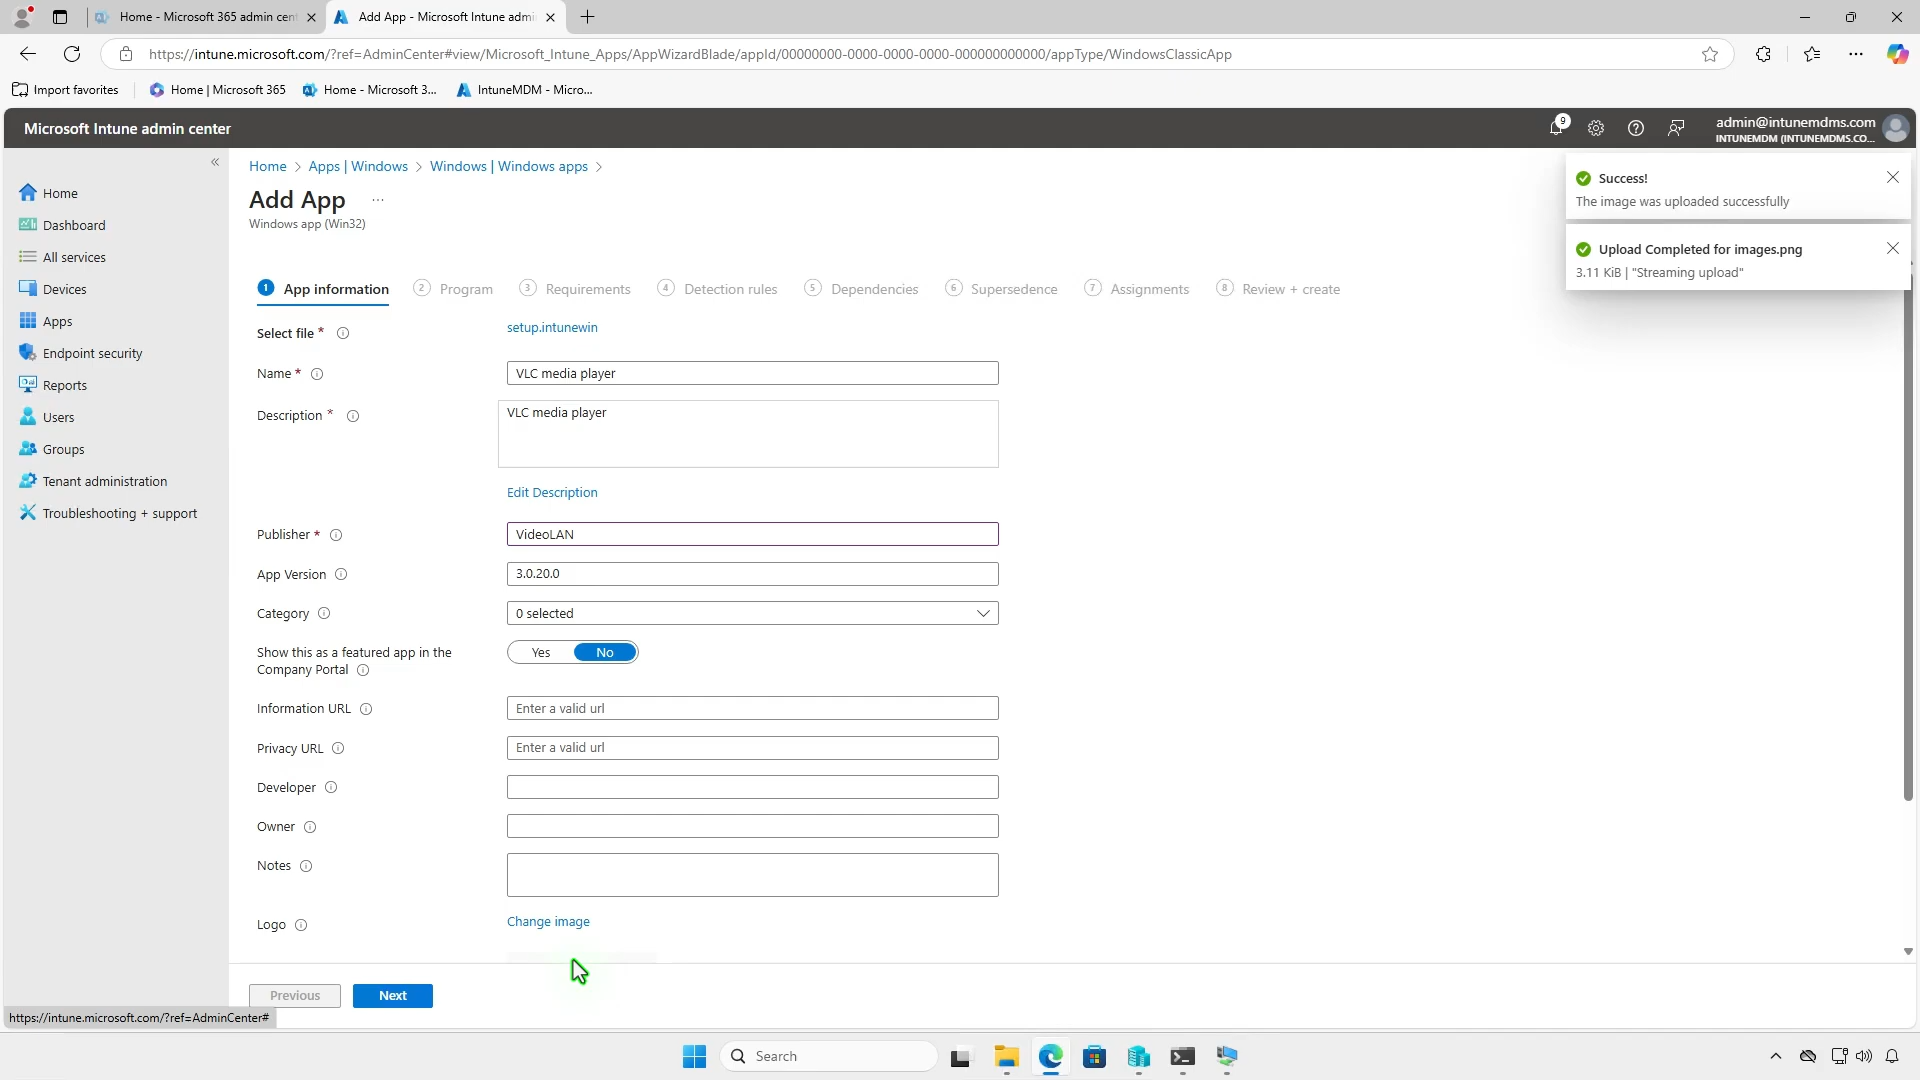 Home - Microsoft 365 admin cen
Add App - Microsoft Intune admi
https://intune.microsoft.com/?ref=AdminCenter#view/Microsoft_Intune_Apps/AppWizardBlade/appId/00000000-0000-0000-0000-000000000000/appType/WindowsClassicApp
Import favorites
Home | Microsoft 365
Home - Microsoft 3...
IntuneMDM - Micro...
Microsoft Intune admin center
9
admin@intunemdms.com
INTUNEMDM (INTUNEMDMS.CO...
«
Home
Dashboard
All services
Devices
Apps
Endpoint security
Reports
Users
Groups
Tenant administration
Troubleshooting + support
Home > Apps | Windows > Windows | Windows apps >
Add App ...
Windows app (Win32)
Success!
The image was uploaded successfully
Upload Completed for images.png
3.11 KiB | "Streaming upload"
1 App information
2 Program
3 Requirements
4 Detection rules
5 Dependencies
6 Supersedence
7 Assignments
8 Review + create
Select file * setup.intunewin
Name * VLC media player
Description * VLC media player
Edit Description
Publisher * VideoLAN
App Version 3.0.20.0
Category 0 selected
Show this as a featured app in the
Company Portal
Yes No
Information URL Enter a valid url
Privacy URL Enter a valid url
Developer
Owner
Notes
Logo Change image
Previous
Next
https://intune.microsoft.com/?ref=AdminCenter#
Search